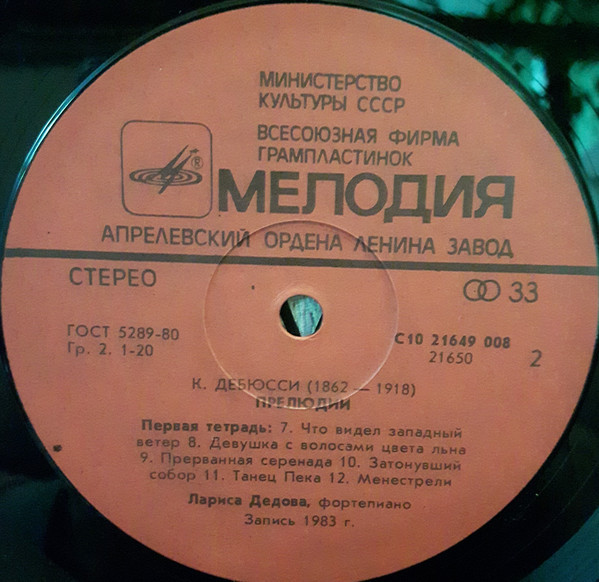 МИНИСТЕРСТВО
КУЛЬТУРЫ СССР
ВСЕСОЮЗНАЯ ФИРМА
ГРАМПЛАСТИНОК
®
МЕЛОДИЯ
АПРЕЛЕВСКИЙ ОРДЕНА ЛЕНИНА ЗАВОД
СТЕРЕО
33
ГОСТ 5289-80
Гр. 2. 1-20
С10 21649 008
21650
2
К. ДЕБЮССИ (1862 — 1918)
ПРЕЛЮДИИ
Первая тетрадь: 7. Что видел западный
ветер 8. Девушка с волосами цвета льна
9. Прерванная серенада 10. Затонувший
собор 11. Танец Пека 12. Менестрели
Лариса Дедова, фортепиано
Запись 1983 г.